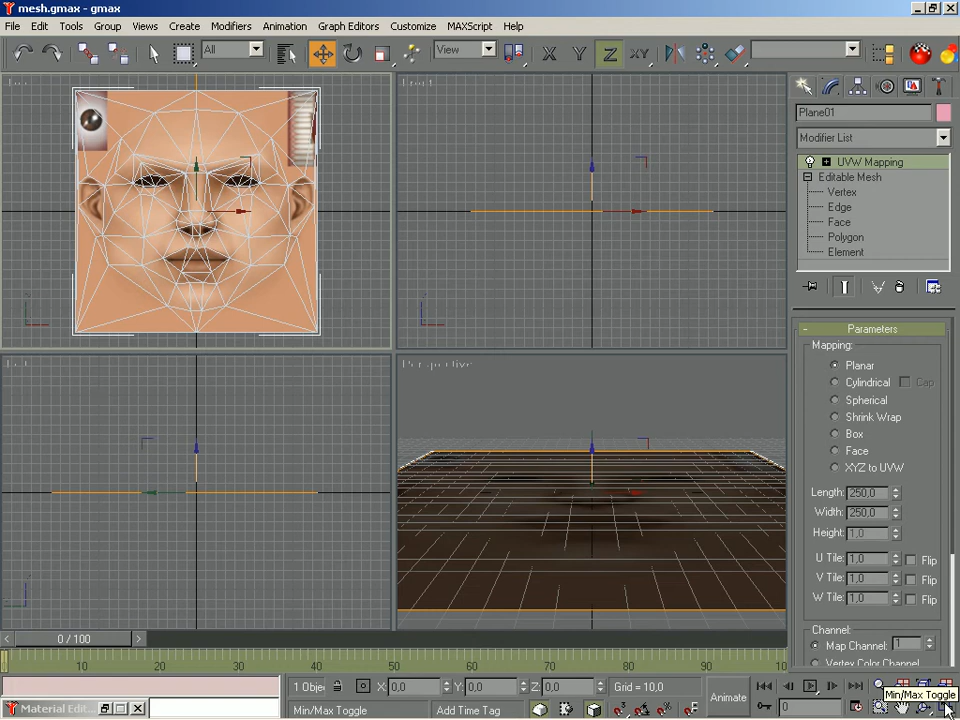 mesh.gmax - gmax
File Edit Tools Group Views Create Modifiers Animation Graph Editors Customize MAXScript Help
All View X Y Z XY
Plane01
Modifier List
UVW Mapping
Editable Mesh
Vertex
Edge
Face
Polygon
Element
Perspective
Parameters
Mapping:
Planar
Cylindrical Cap
Spherical
Shrink Wrap
Box
Face
XYZ to UVW
Length: 250,0
Width: 250,0
Height: 1,0
U Tile: 1,0 Flip
V Tile: 1,0 Flip
W Tile: 1,0 Flip
Channel:
Map Channel: 1
Vertex Color Channel
0 / 100
10 20 30 40 50 60 70 80 90
1 Objec X: 0,0 Y: 0,0 Z: 0,0 Grid = 10,0
Animate
Min/Max Toggle
Material Edit...
Min/Max Toggle Add Time Tag
0